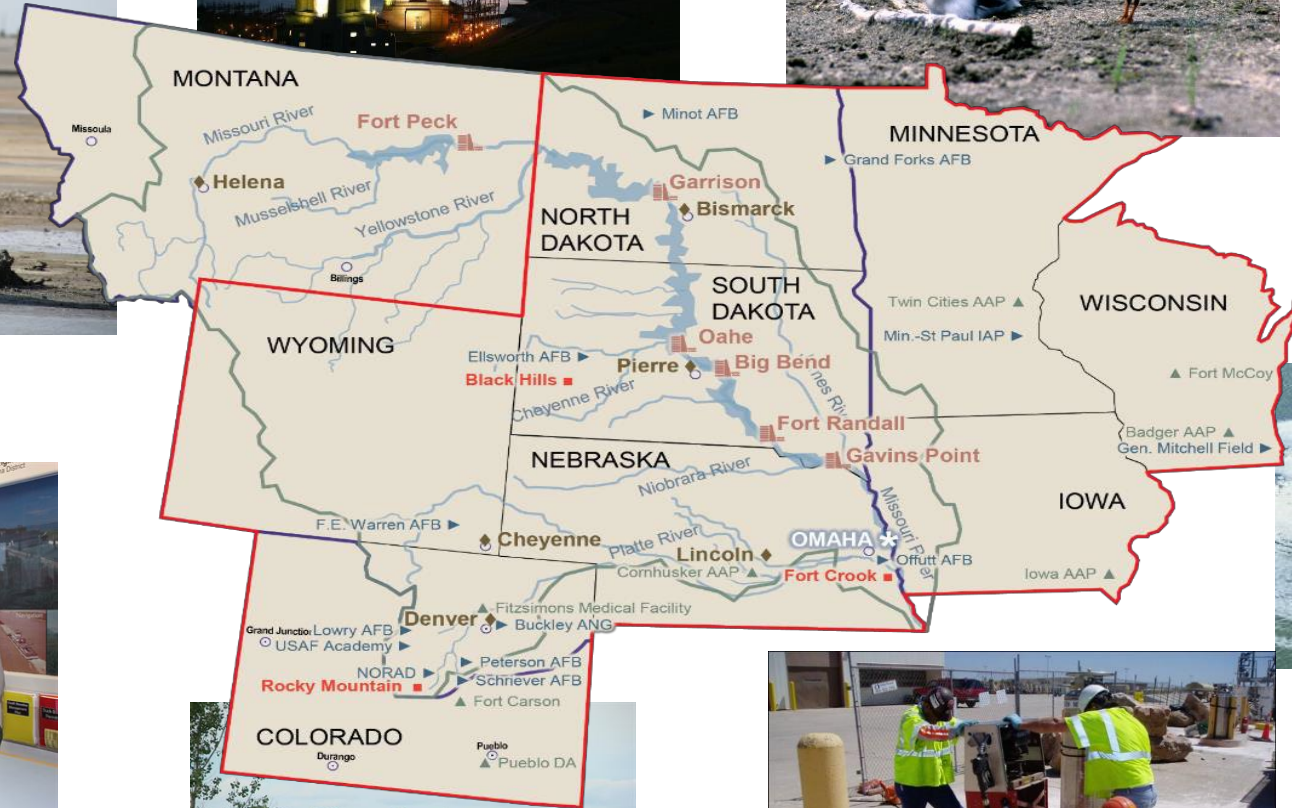 MONTANA
Missoula
Missouri River
Fort Peck
Helena
Musselshell River
Yellowstone River
Billings
Minot AFB
MINNESOTA
Grand Forks AFB
Garrison
Bismarck
NORTH
DAKOTA
SOUTH
DAKOTA
Twin Cities AAP
WISCONSIN
Min.-St Paul IAP
WYOMING
Oahe
Ellsworth AFB
Pierre
Big Bend
Black Hills
Cheyenne River
nes Riv
Fort McCoy
Fort Randall
Badger AAP
Gen. Mitchell Field
NEBRASKA
Gavins Point
Niobrara River
Missouri River
IOWA
F.E. Warren AFB
Cheyenne
Platte River
OMAHA *
Lincoln
Offutt AFB
Cornhusker AAP
Fort Crook
Iowa AAP
Fitzsimons Medical Facility
Denver
Buckley ANG
Grand Junctio
Lowry AFB
USAF Academy
Peterson AFB
NORAD
Schriever AFB
Rocky Mountain
Fort Carson
COLORADO
Durango
Pueblo
Pueblo DA